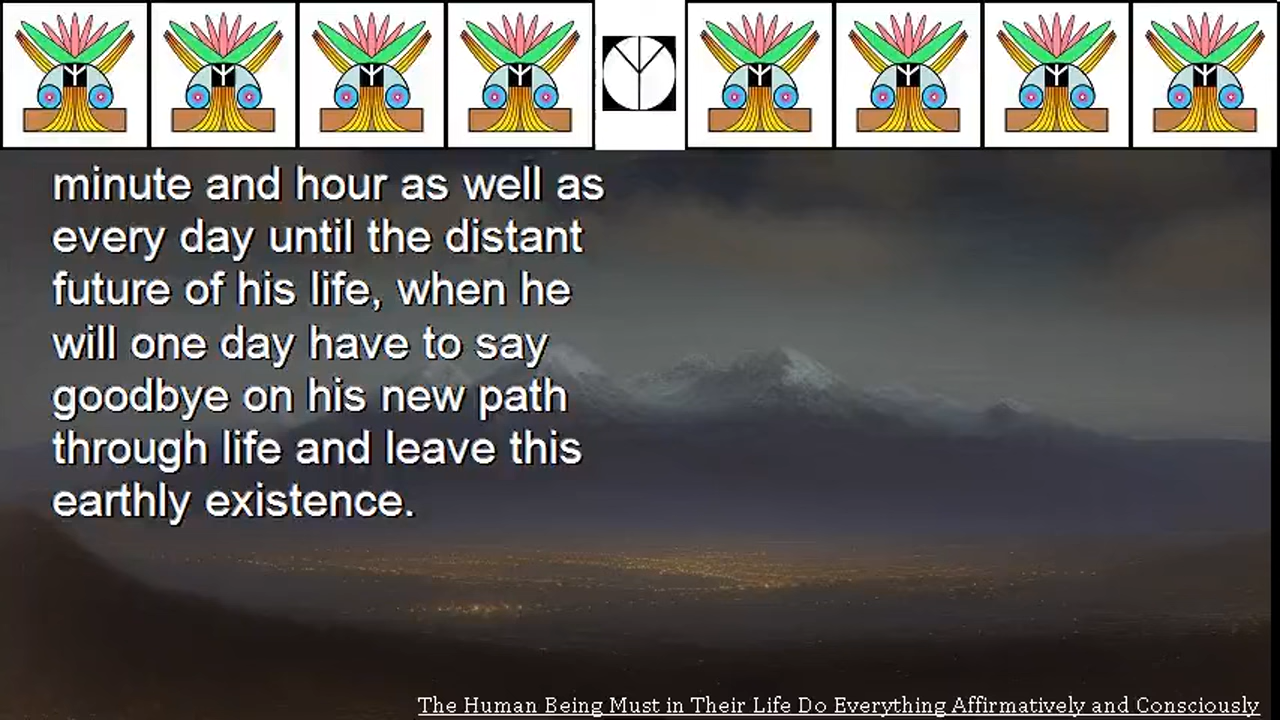 minute and hour as well as
every day until the distant
future of his life, when he
will one day have to say
goodbye on his new path
through life and leave this
earthly existence.
The Human Being Must in Their Life Do Everything Affirmatively and Consciously